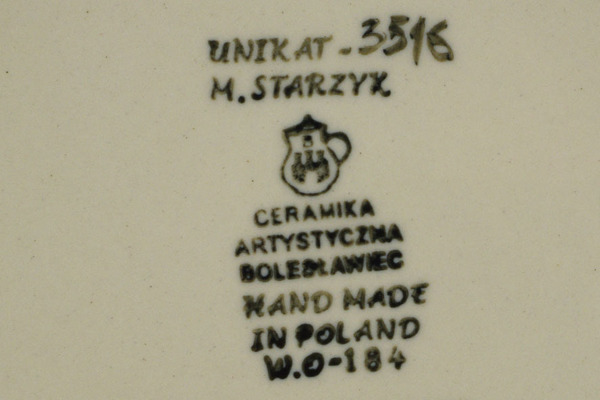 UNIKAT-3516
M. STARZYK
CERAMIKA
ARTYSTYCZNA
BOLESŁAWIEC
HAND MADE
IN POLAND
W.O-184